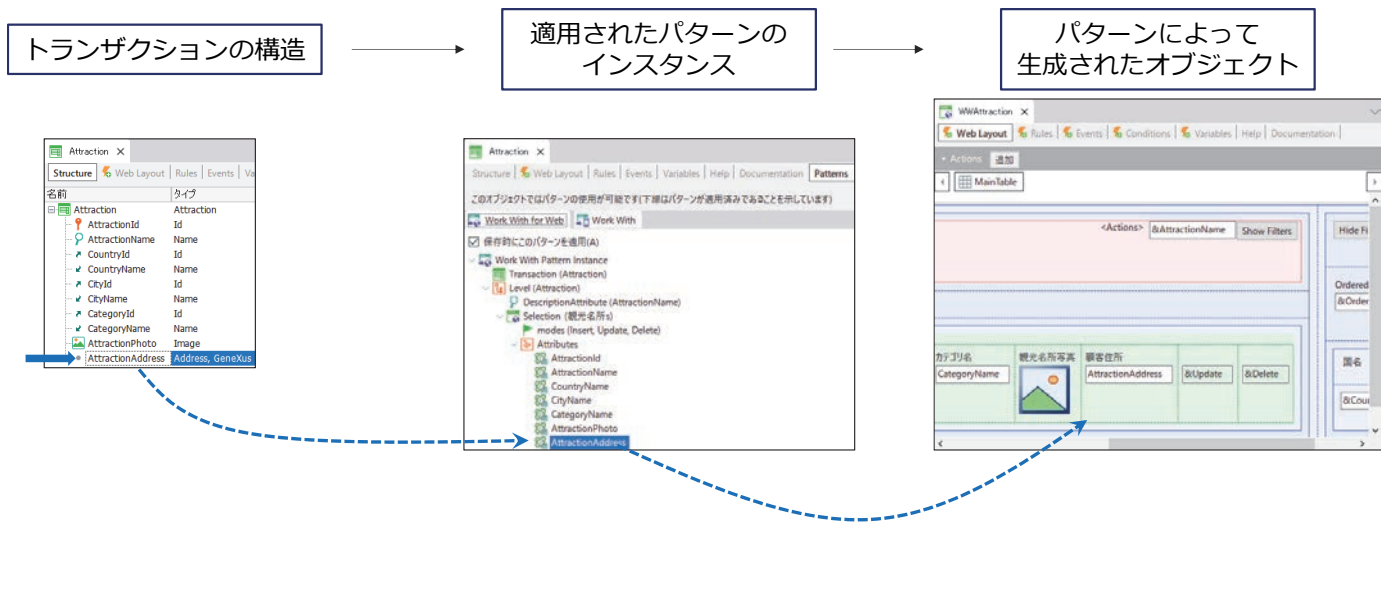 トランザクションの構造
適用されたパターンの
インスタンス
パターンによって
生成されたオブジェクト
Attraction
Structure Web Layout Rules Events
名前 タイプ
Attraction Attraction
AttractionId Id
AttractionName Name
CountryId Id
CountryName Name
CityId Id
CityName Name
CategoryId Id
CategoryName Name
AttractionPhoto Image
AttractionAddress Address, GeneXus
Attraction
Structure Web Layout Rules Events Variables Help Documentation Patterns
このオブジェクトではパターンの使用が可能です(下線はパターンが適用済みであることを示しています)
Work With for Web Work With
保存時にこのパターンを適用(A)
Work With Pattern Instance
Transaction (Attraction)
Level (Attraction)
DescriptionAttribute (AttractionName)
Selection (観光名所s)
modes (Insert, Update, Delete)
Attributes
AttractionId
AttractionName
CountryName
CityName
CategoryName
AttractionPhoto
AttractionAddress
WWAttraction
Web Layout Rules Events Conditions Variables Help Documentation
Actions 追加
MainTable
<Actions> &AttractionName Show Filters Hide Fi
Ordered
&Order
カテゴリ名 観光名所写真 顧客住所
CategoryName AttractionAddress &Update &Delete
国名
&Cou